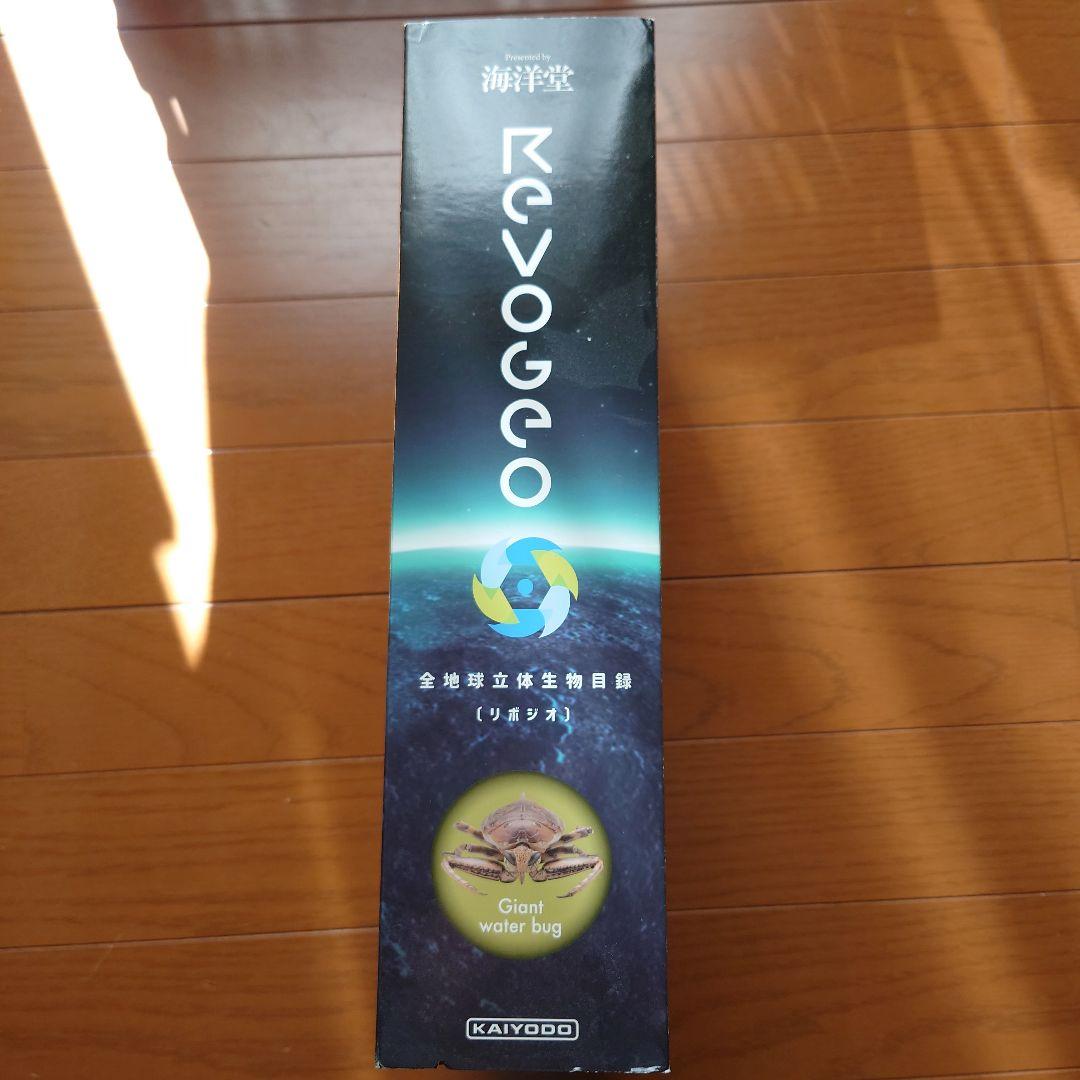 Presented by
海洋堂
ReVoGeo
全地球立体生物目録
〔リボジオ〕
Giant
water bug
KAIYODO